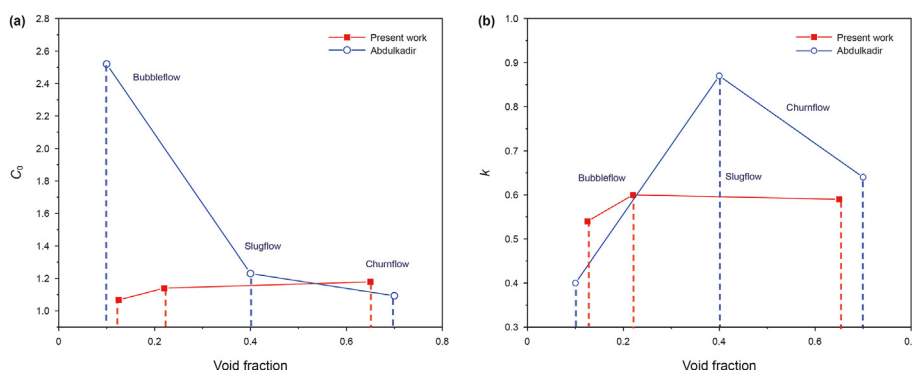 (a)
2.8
2.6
2.4
2.2
2.0
1.8
1.6
1.4
1.2
1.0
C0
Present work
Abdulkadir
Bubbleflow
Slugflow
Churnflow
0 0.2 0.4 0.6 0.8
Void fraction
(b)
1.0
0.9
0.8
0.7
0.6
0.5
0.4
0.3
k
Present work
Abdulkadir
Churnflow
Bubbleflow Slugflow
0 0.2 0.4 0.6 0.8
Void fraction